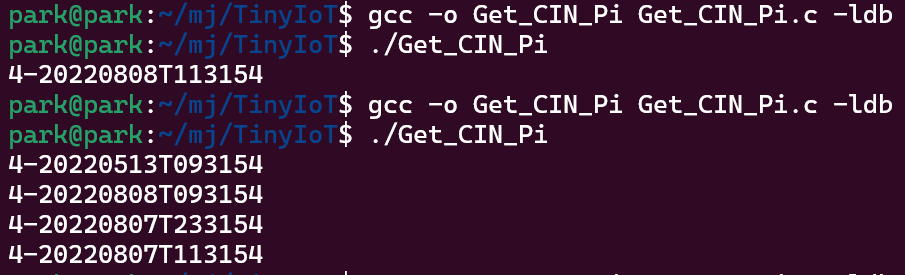 park@park:~/mj/TinyIoT$ gcc -o Get_CIN_Pi Get_CIN_Pi.c -ldb
park@park:~/mj/TinyIoT$ ./Get_CIN_Pi
4-20220808T113154
park@park:~/mj/TinyIoT$ gcc -o Get_CIN_Pi Get_CIN_Pi.c -ldb
park@park:~/mj/TinyIoT$ ./Get_CIN_Pi
4-20220513T093154
4-20220808T093154
4-20220807T233154
4-20220807T113154